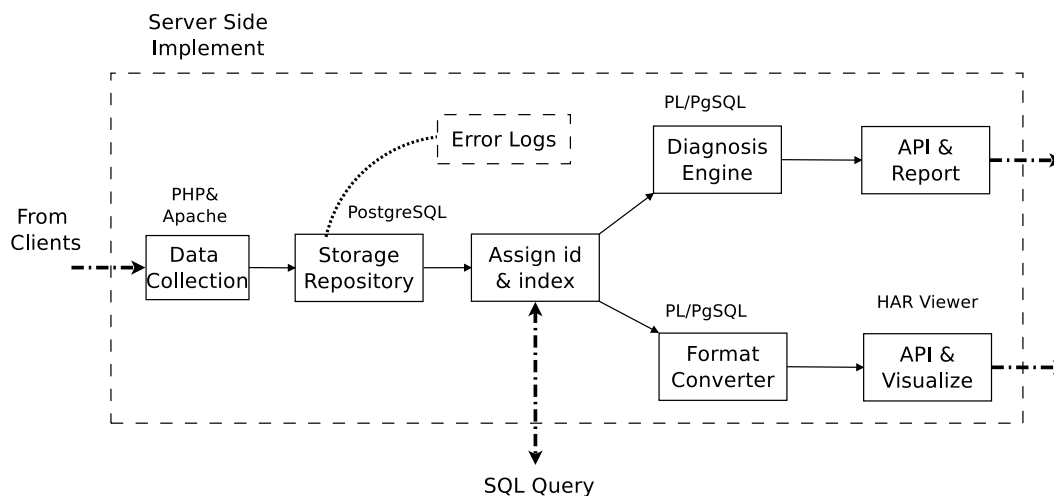 Server Side
Implement
PL/PgSQL
Error Logs
Diagnosis
Engine
API &
Report
PHP&
Apache
PostgreSQL
From
Clients
Data
Collection
Storage
Repository
Assign id
& index
PL/PgSQL
HAR Viewer
Format
Converter
API &
Visualize
SQL Query